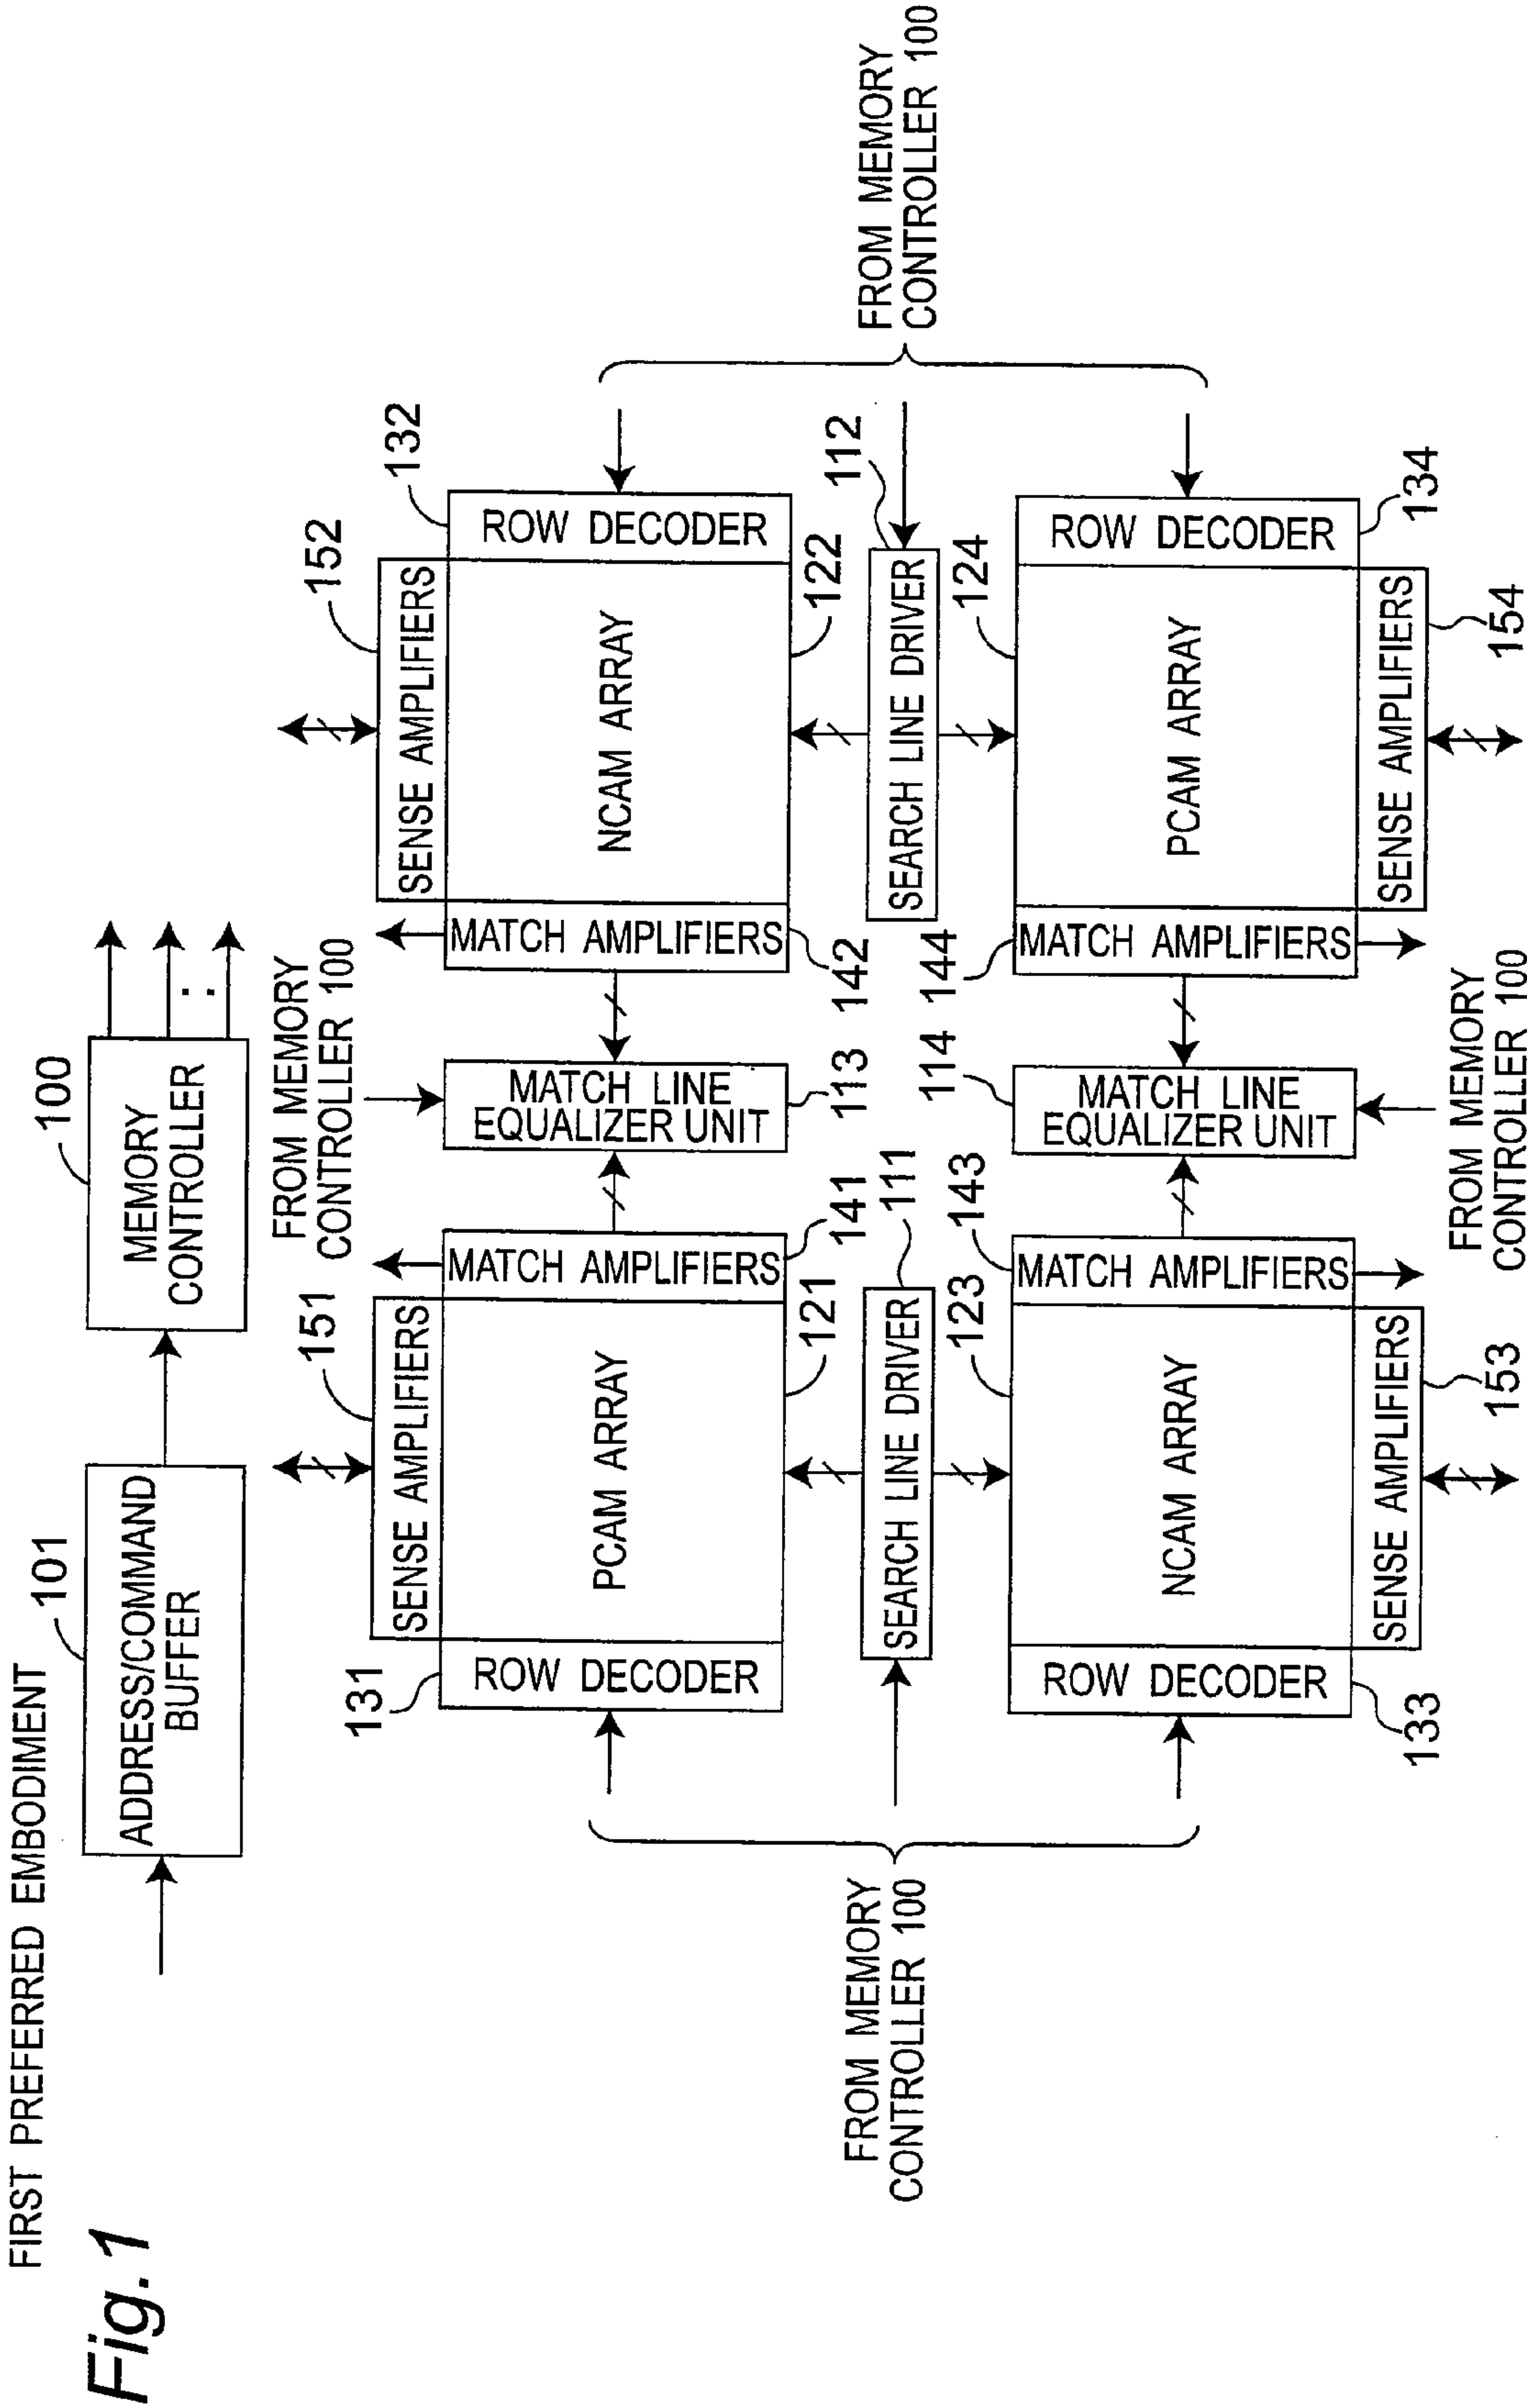 FIRST PREFERRED EMBODIMENT
Fig.1
101
ADDRESS/COMMAND
BUFFER
100
MEMORY
CONTROLLER
151
SENSE AMPLIFIERS
131
ROW DECODER
PCAM ARRAY
MATCH AMPLIFIERS
121
141
FROM MEMORY
CONTROLLER 100
MATCH LINE
EQUALIZER UNIT
113
152
SENSE AMPLIFIERS
132
MATCH AMPLIFIERS
NCAM ARRAY
ROW DECODER
142
122
FROM MEMORY
CONTROLLER 100
SEARCH LINE DRIVER
111
SEARCH LINE DRIVER
112
FROM MEMORY
CONTROLLER 100
123
143
ROW DECODER
NCAM ARRAY
MATCH AMPLIFIERS
133
SENSE AMPLIFIERS
153
114
MATCH LINE
EQUALIZER UNIT
FROM MEMORY
CONTROLLER 100
144
124
MATCH AMPLIFIERS
PCAM ARRAY
ROW DECODER
134
SENSE AMPLIFIERS
154